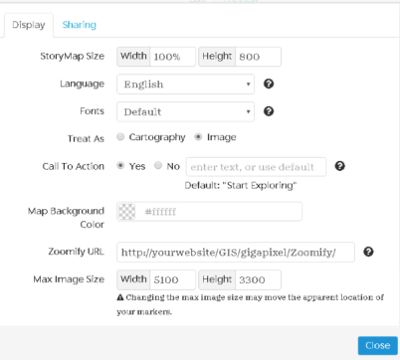 Display Sharing
StoryMap Size Width 100% Height 800
Language English
Fonts Default
Treat As Cartography Image
Call To Action Yes No enter text, or use default
Default: "Start Exploring"
Map Background
Color
#ffffff
Zoomify URL http://yourwebsite/GIS/gigapixel/Zoomify/
Max Image Size Width 5100 Height 3300
Changing the max image size may move the apparent location of
your markers.
Close